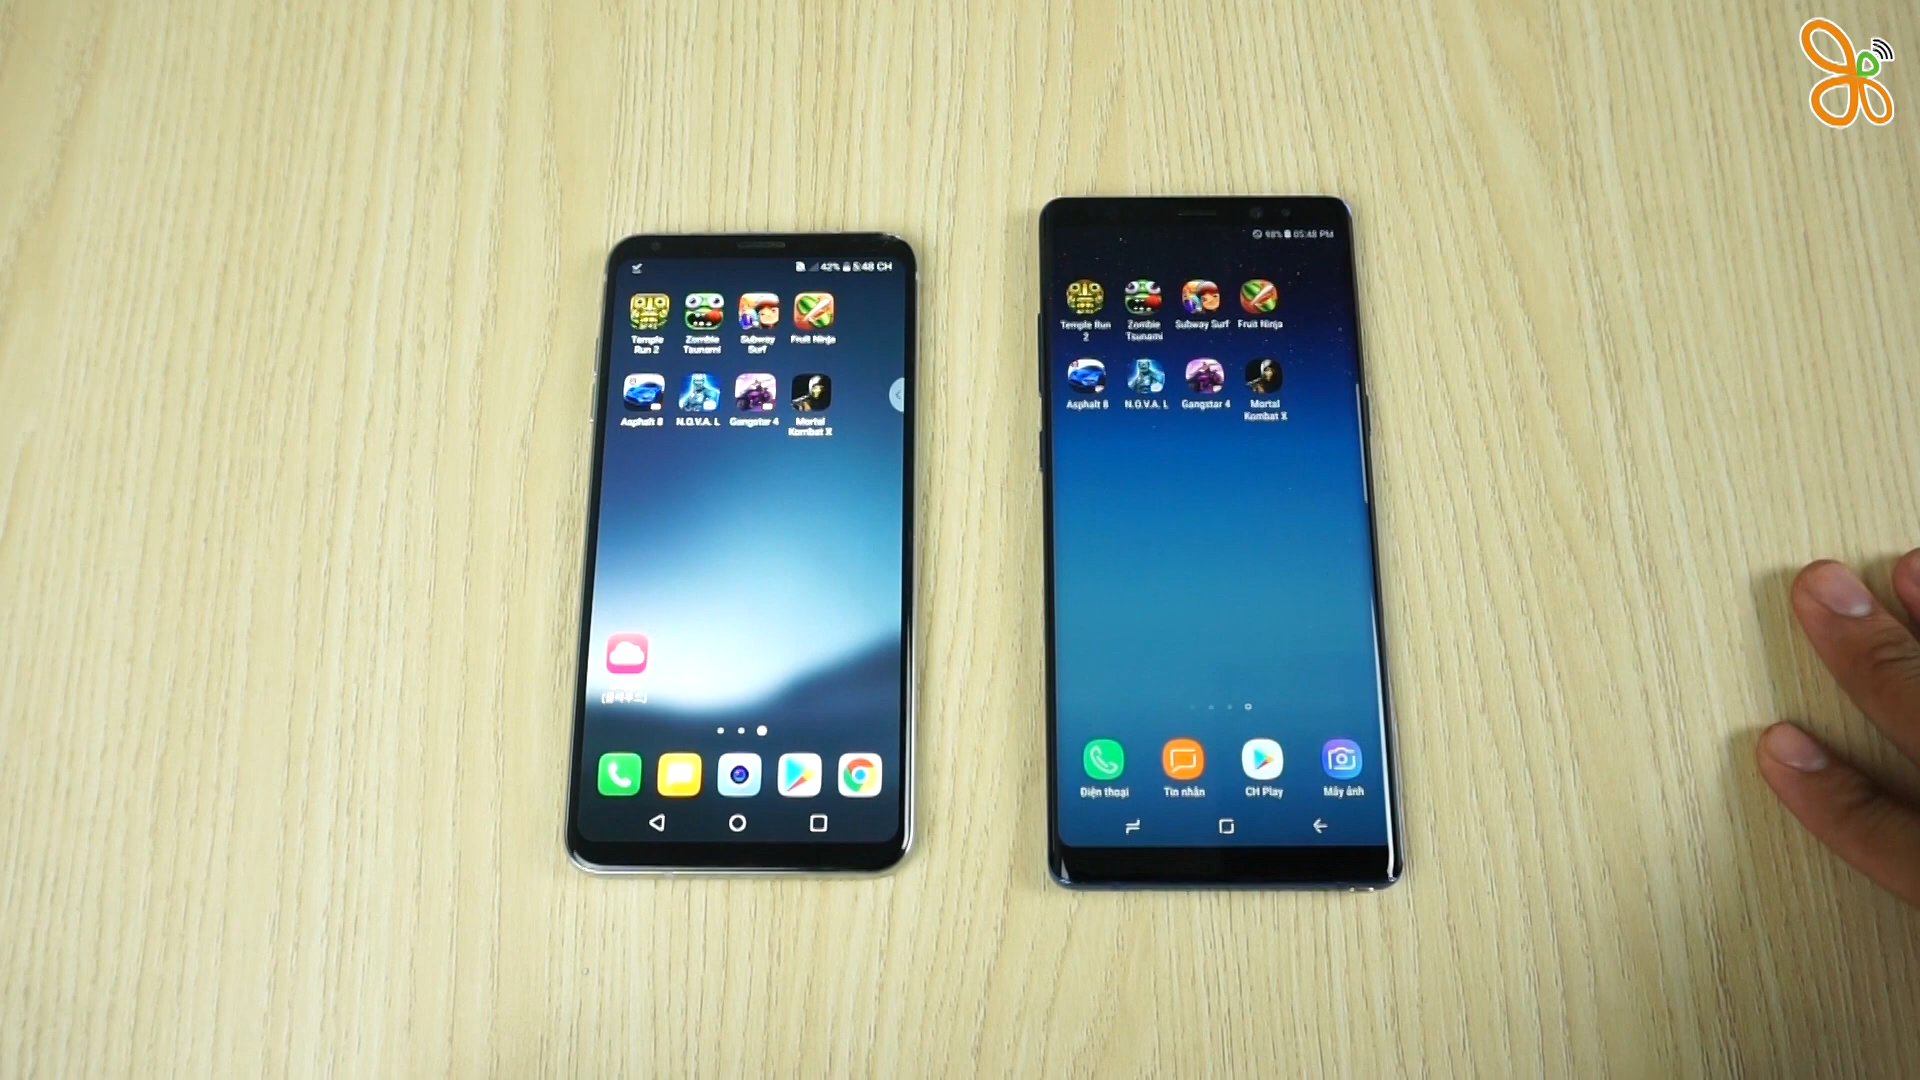 42% 5:48 CH
Temple Run 2
Zombie Tsunami
Subway Surf
Fruit Ninja
Asphalt 8
N.O.V.A. L
Gangstar 4
Mortal Kombat X
98% 05:48 PM
Temple Run 2
Zombie Tsunami
Subway Surf
Fruit Ninja
Asphalt 8
N.O.V.A. L
Gangstar 4
Mortal Kombat X
Điện thoại
Tin nhắn
CH Play
Máy ảnh